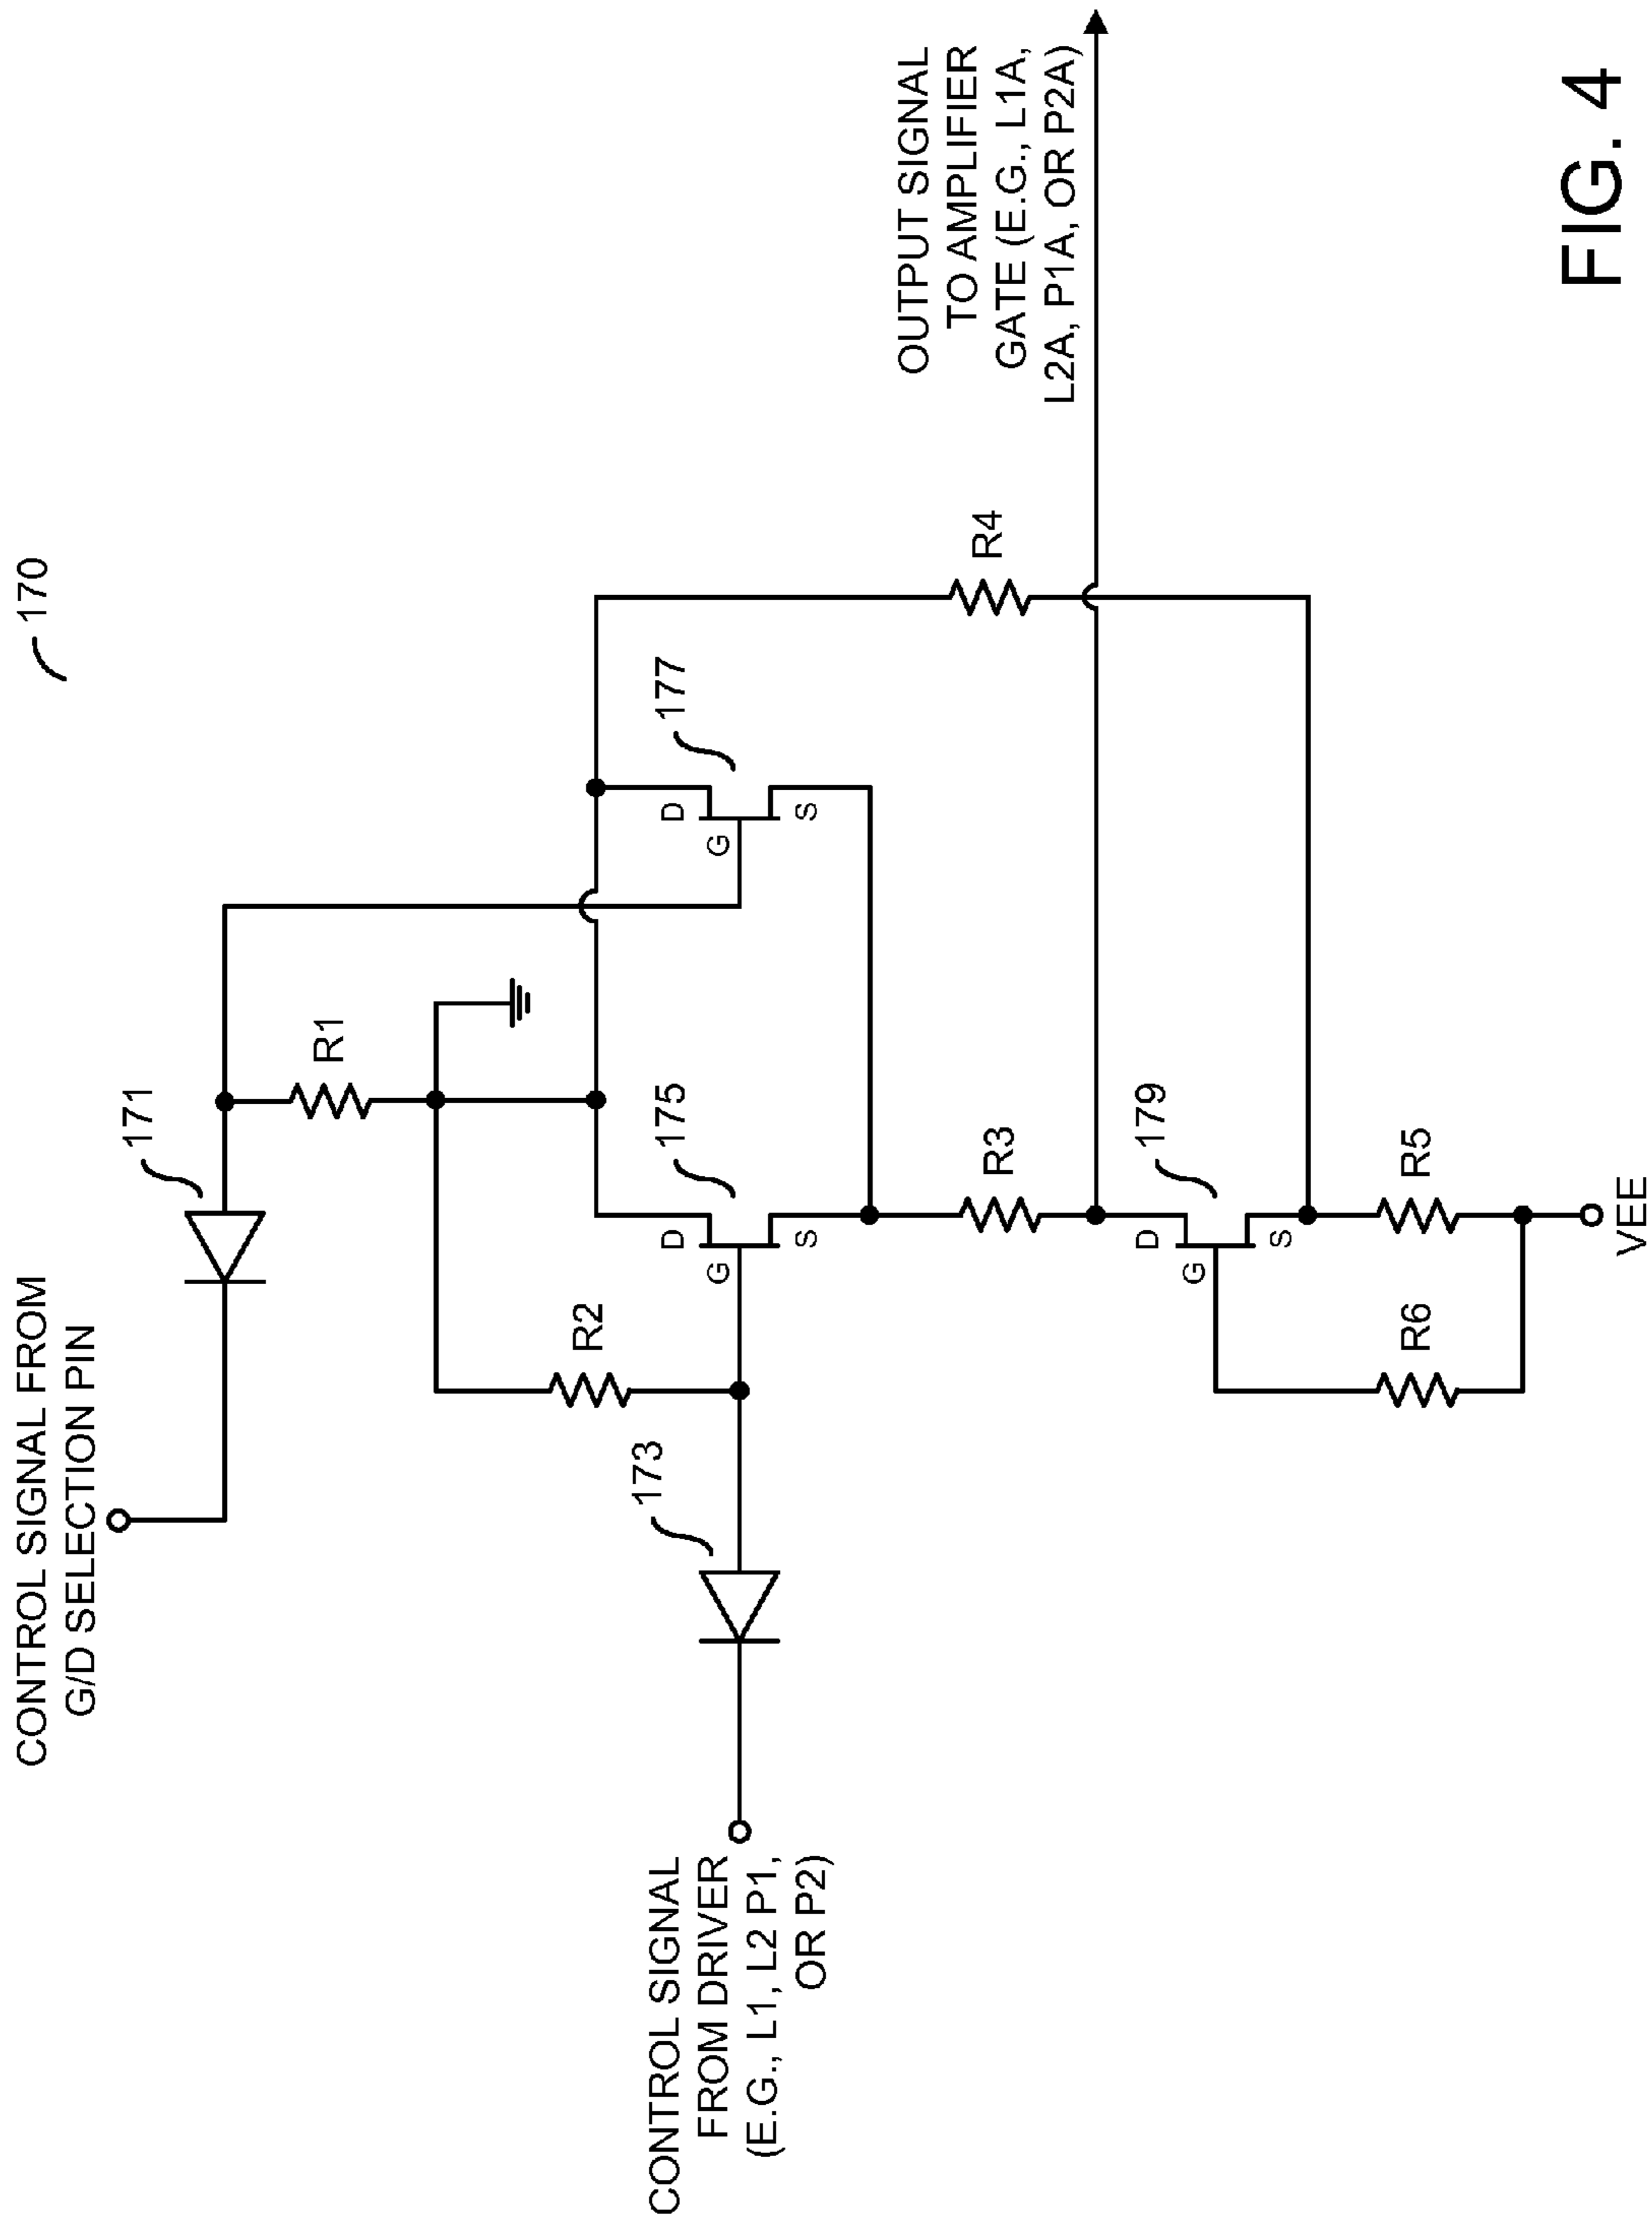 170
CONTROL SIGNAL FROM
G/D SELECTION PIN
171
R1
OUTPUT SIGNAL
TO AMPLIFIER
GATE (E.G., L1A,
L2A, P1A, OR P2A)
CONTROL SIGNAL
FROM DRIVER
(E.G., L1, L2 P1,
OR P2)
173
R2
175
D
G
S
177
D
G
S
R4
R3
179
D
G
S
R6
R5
VEE
FIG. 4